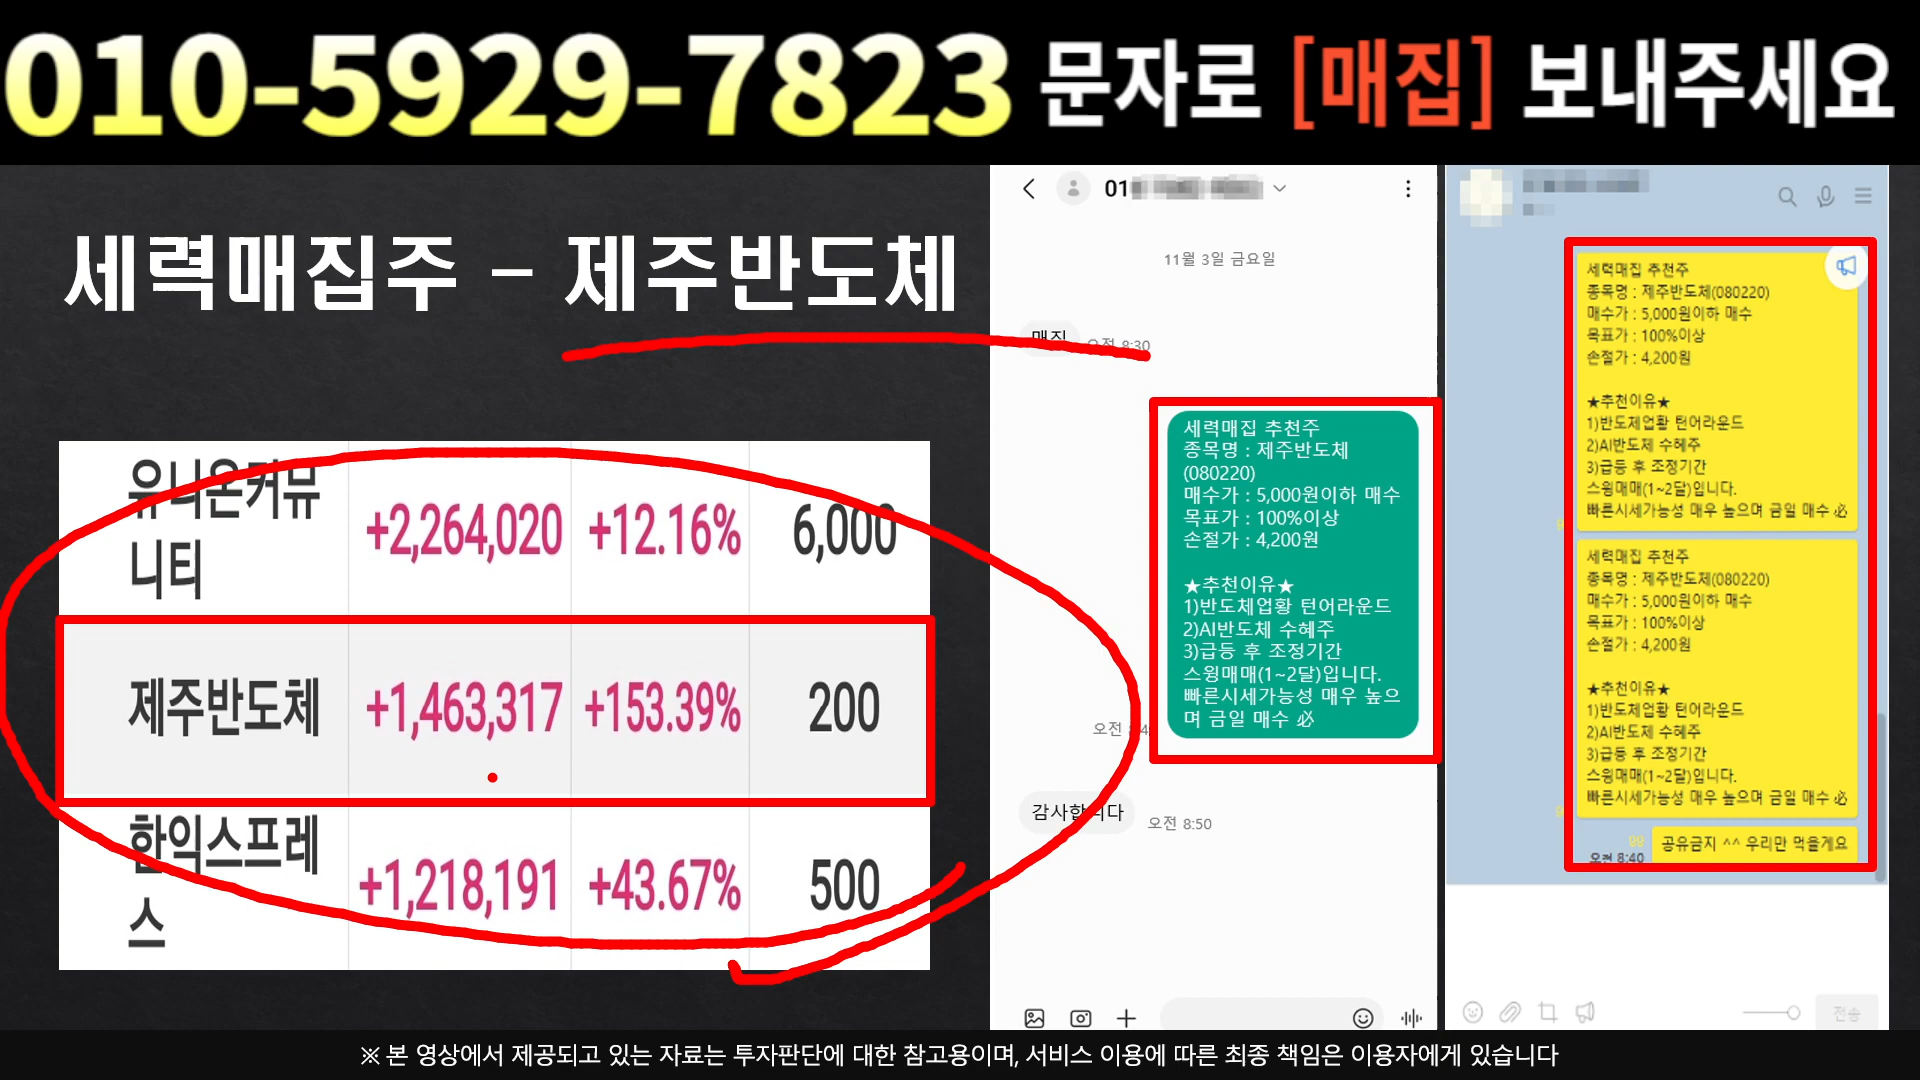 010-5929-7823 문자로 [매집] 보내주세요
세력매집주 - 제주반도체
유니온커뮤
니티
+2,264,020 +12.16% 6,000
제주반도체 +1,463,317 +153.39% 200
한익스프레
스
+1,218,191 +43.67% 500
01
11월 3일 금요일
매집
오전 8:30
세력매집 추천주
종목명 : 제주반도체
(080220)
매수가 : 5,000원이하 매수
목표가 : 100%이상
손절가 : 4,200원
★추천이유★
1)반도체업황 턴어라운드
2)AI반도체 수혜주
3)급등 후 조정기간
스윙매매(1~2달)입니다.
빠른시세가능성 매우 높으
며 금일 매수 必
오전
감사합니다
오전 8:50
세력매집 추천주
종목명 : 제주반도체(080220)
매수가 : 5,000원이하 매수
목표가 : 100%이상
손절가 : 4,200원
★추천이유★
1)반도체업황 턴어라운드
2)AI반도체 수혜주
3)급등 후 조정기간
스윙매매(1~2달)입니다.
빠른시세가능성 매우 높으며 금일 매수 必
세력매집 추천주
종목명 : 제주반도체(080220)
매수가 : 5,000원이하 매수
목표가 : 100%이상
손절가 : 4,200원
★추천이유★
1)반도체업황 턴어라운드
2)AI반도체 수혜주
3)급등 후 조정기간
스윙매매(1~2달)입니다.
빠른시세가능성 매우 높으며 금일 매수 必
공유금지 ^^ 우리만 먹을게요
오전 8:40
전송
※ 본 영상에서 제공되고 있는 자료는 투자판단에 대한 참고용이며, 서비스 이용에 따른 최종 책임은 이용자에게 있습니다